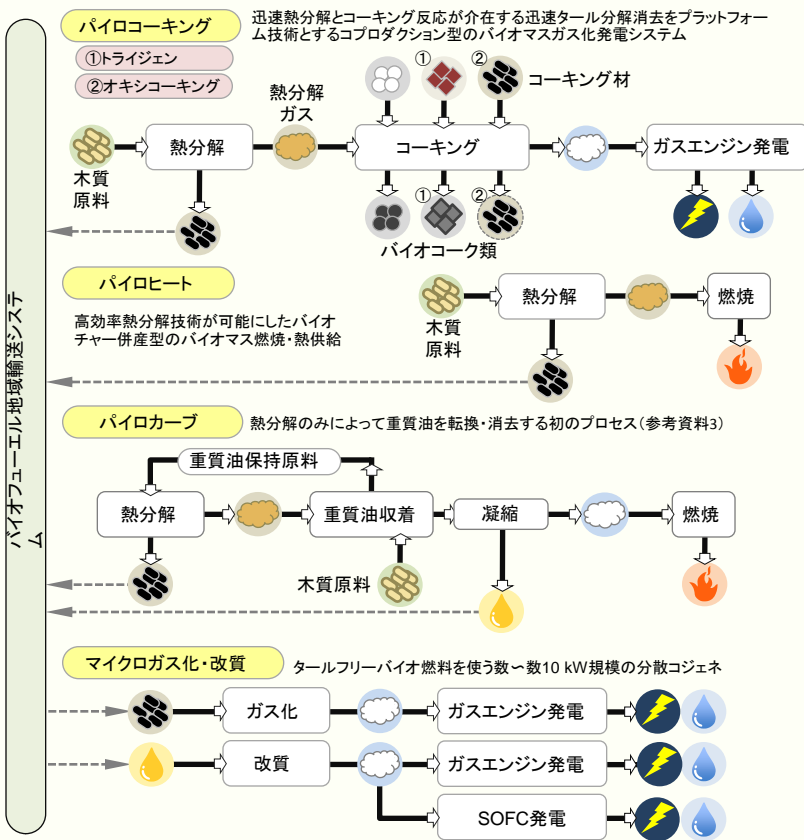 パイロコーキング
迅速熱分解とコーキング反応が介在する迅速タール分解消去をプラットフォー
ム技術とするコプロダクション型のバイオマスガス化発電システム
①トライジェン
②オキシコーキング
熱分解
ガス
①
②
コーキング材
熱分解
コーキング
ガスエンジン発電
木質
原料
①
②
バイオコーク類
パイロヒート
高効率熱分解技術が可能にしたバイオ
チャー併産型のバイオマス燃焼・熱供給
熱分解
燃焼
木質
原料
パイロカーブ
熱分解のみによって重質油を転換・消去する初のプロセス(参考資料3)
重質油保持原料
熱分解
重質油収着
凝縮
燃焼
木質原料
マイクロガス化・改質
タールフリーバイオ燃料を使う数〜数10 kW規模の分散コジェネ
ガス化
ガスエンジン発電
改質
ガスエンジン発電
SOFC発電
バイオフューエル地域輸送システ
ム